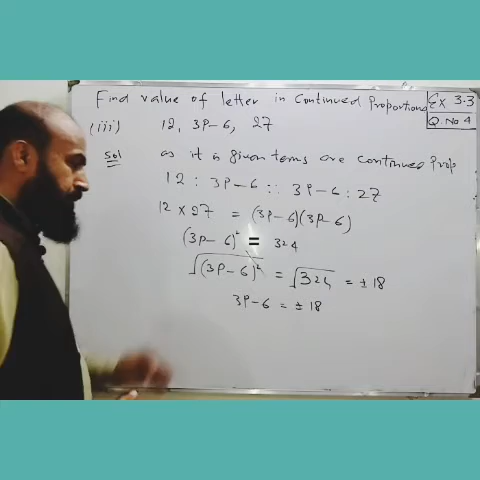 Find value of letter in Continued Proportion
Ex 3.3
Q.No 4
(iii) 12, 3P-6, 27
Sol as it is given terms are continued Prop
12 : 3P-6 :: 3P-6 : 27
12 × 27 = (3P-6)(3P-6)
(3P-6)² = 324
√(3P-6)² = √324 = ±18
3P-6 = ±18